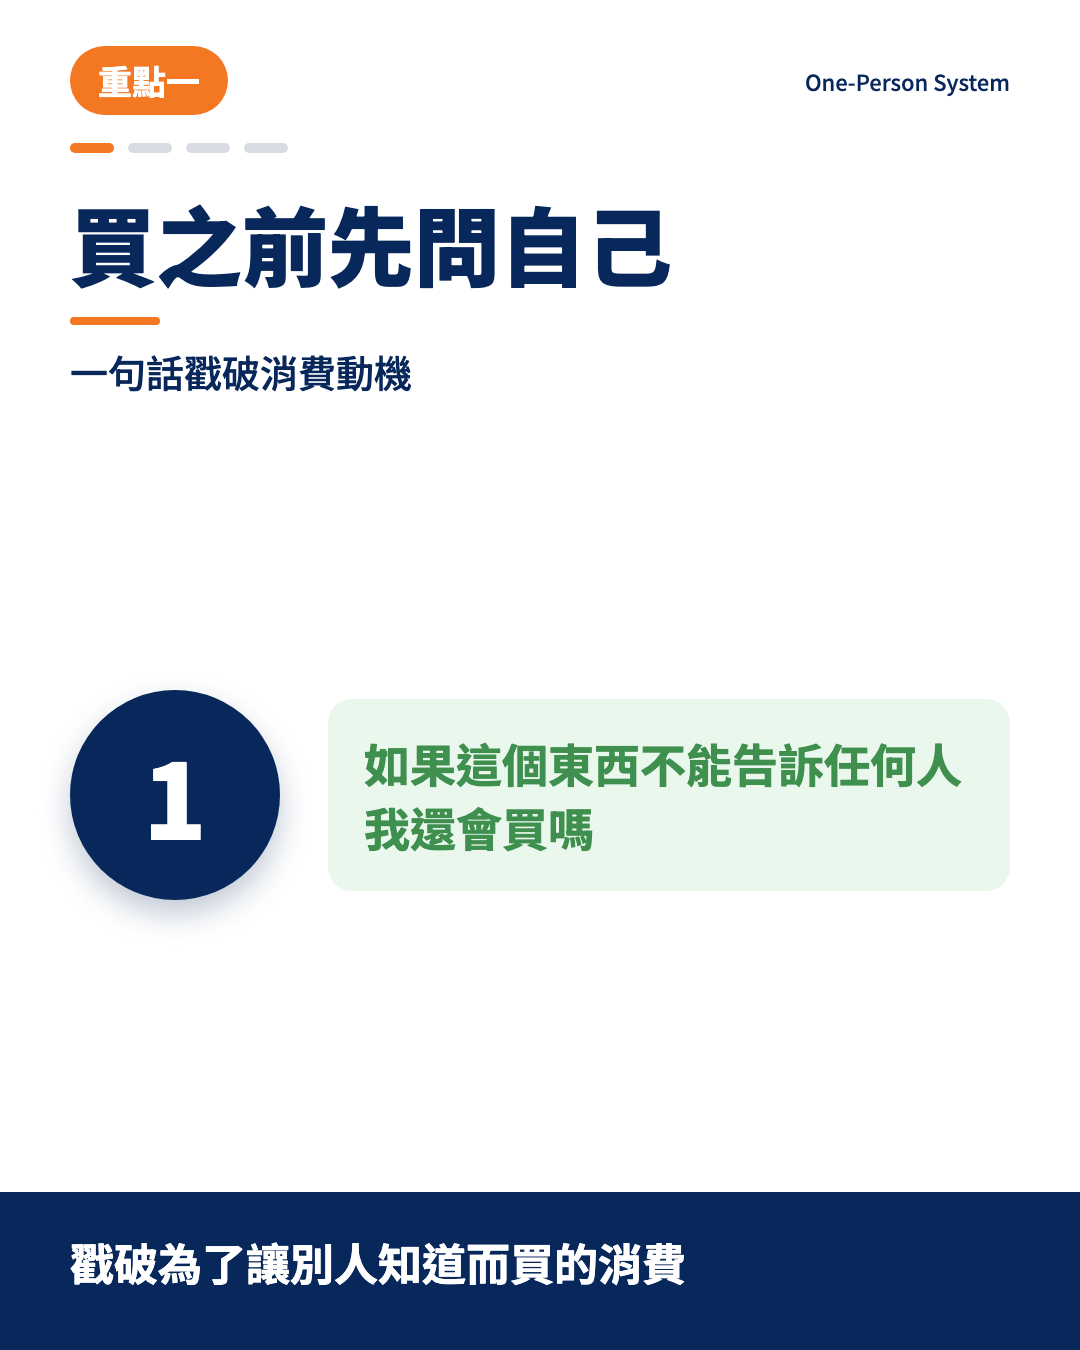 重點一
One-Person System
買之前先問自己
一句話戳破消費動機
1
如果這個東西不能告訴任何人
我還會買嗎
戳破為了讓別人知道而買的消費